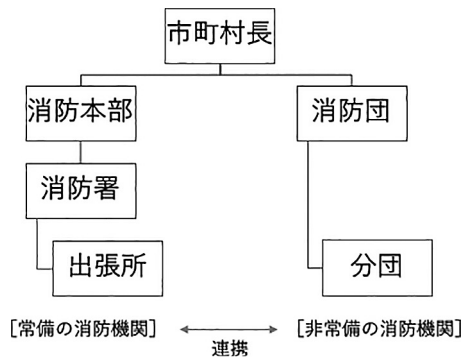 市町村長
消防本部
消防団
消防署
出張所
分団
[常備の消防機関]
[非常備の消防機関]
連携